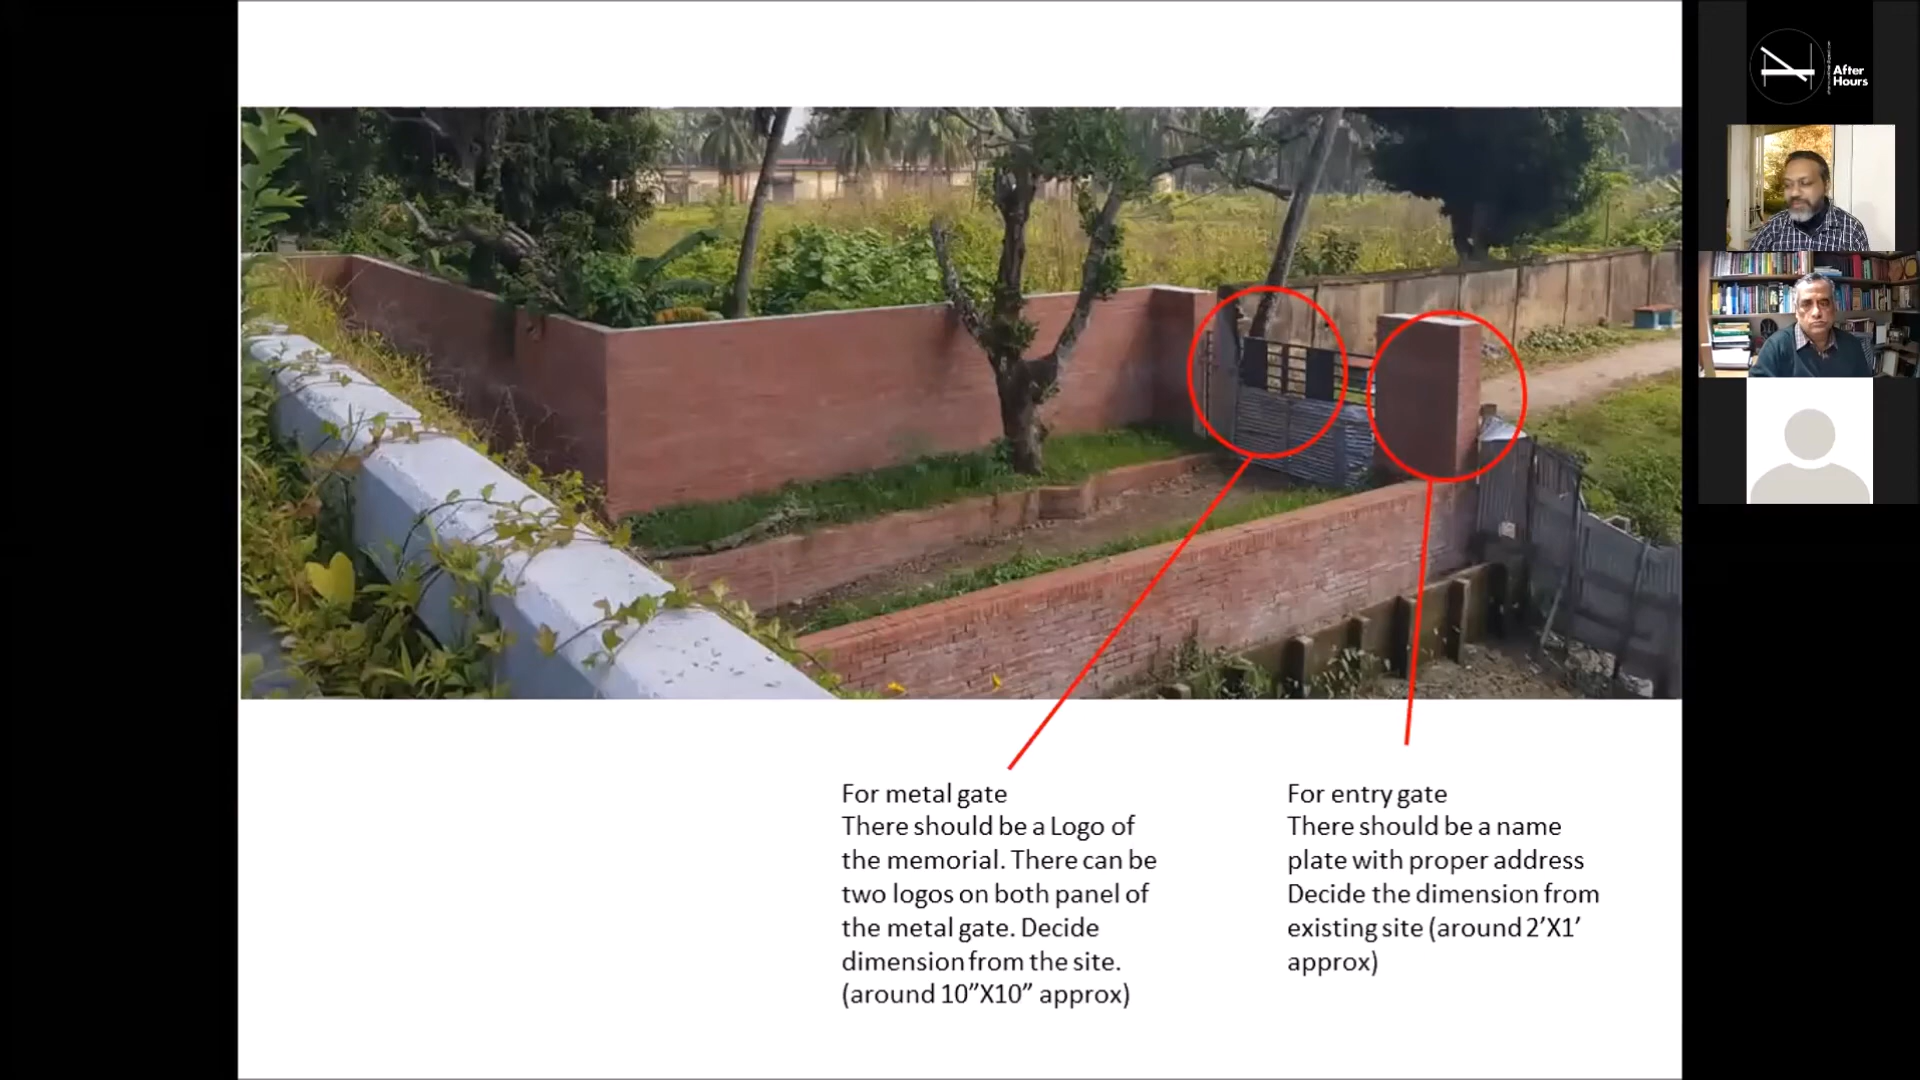 After
Hours
For metal gate
There should be a Logo of
the memorial. There can be
two logos on both panel of
the metal gate. Decide
dimension from the site.
(around 10”X10” approx)
For entry gate
There should be a name
plate with proper address
Decide the dimension from
existing site (around 2’X1’
approx)